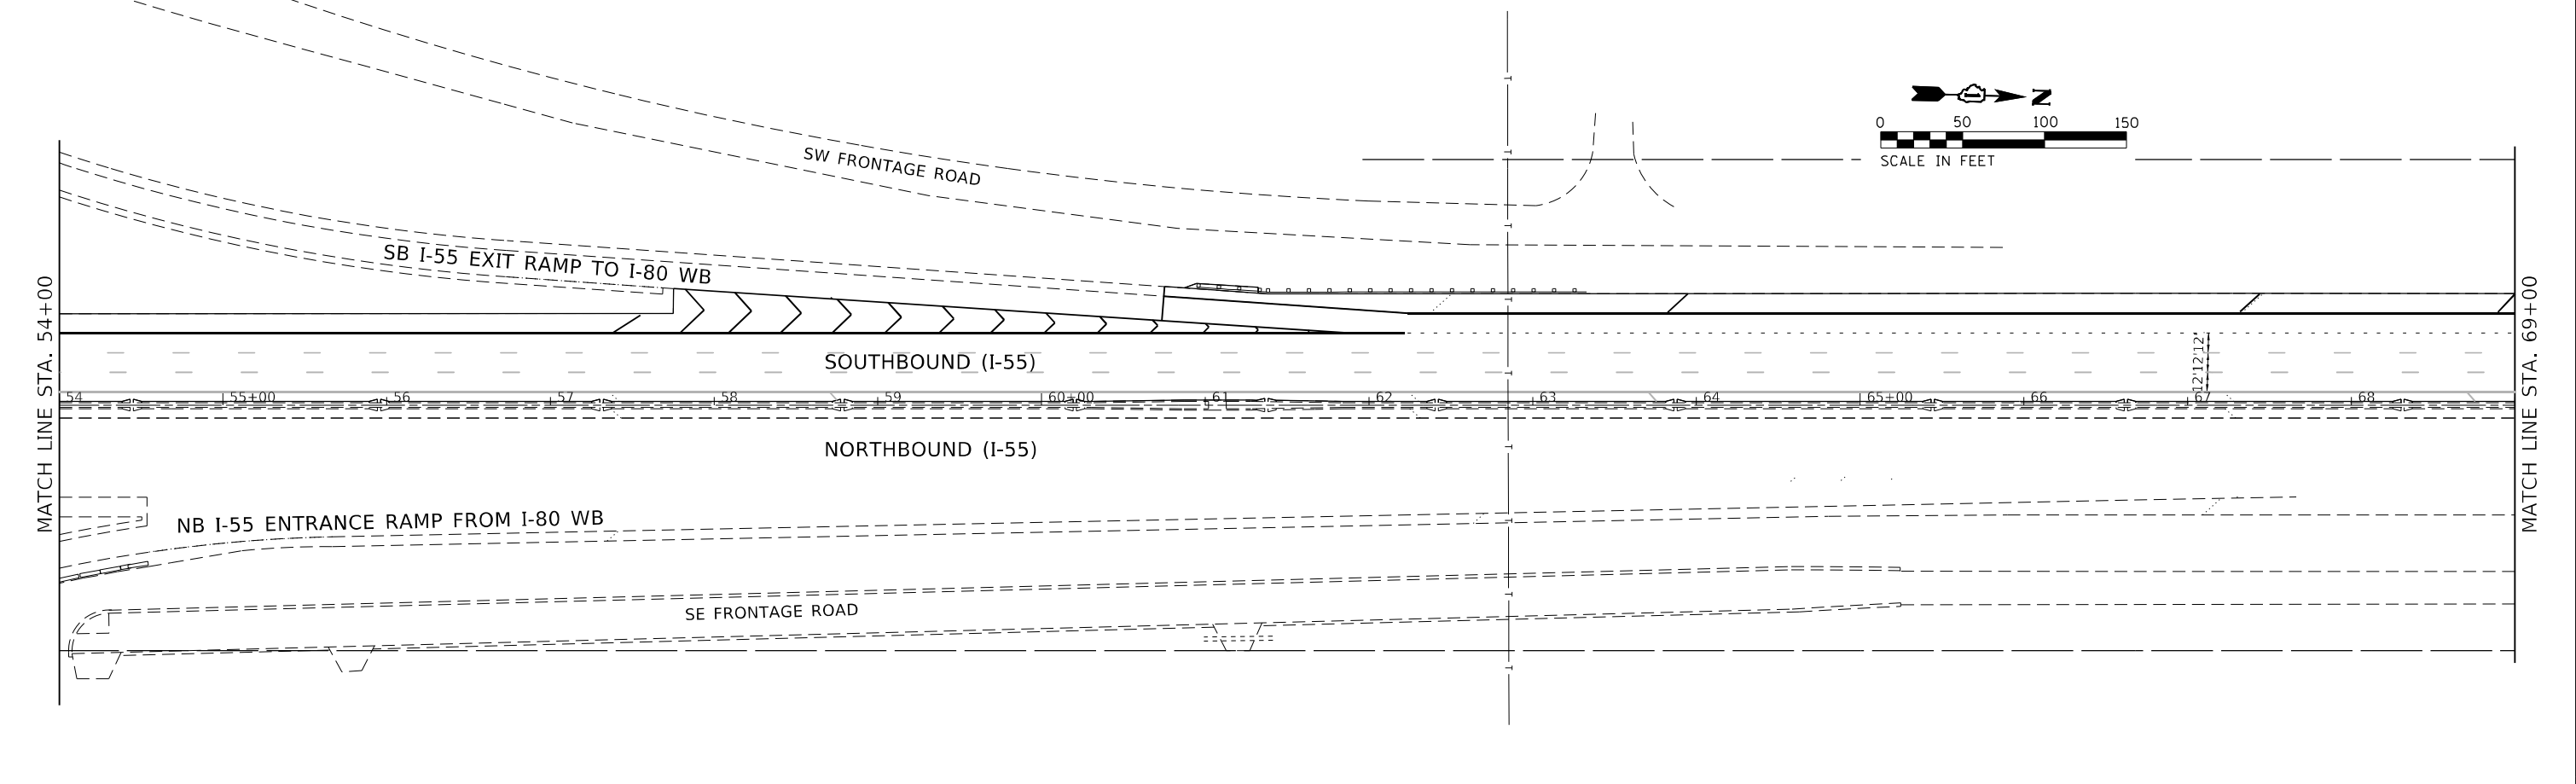 N
0 50 100 150
SCALE IN FEET
SW FRONTAGE ROAD
SB I-55 EXIT RAMP TO I-80 WB
MATCH LINE STA. 54+00
MATCH LINE STA. 69+00
SOUTHBOUND (I-55)
12'12'12'
54 55+00 56 57 58 59 60+00 61 62 63 64 65+00 66 67 68
NORTHBOUND (I-55)
NB I-55 ENTRANCE RAMP FROM I-80 WB
SE FRONTAGE ROAD